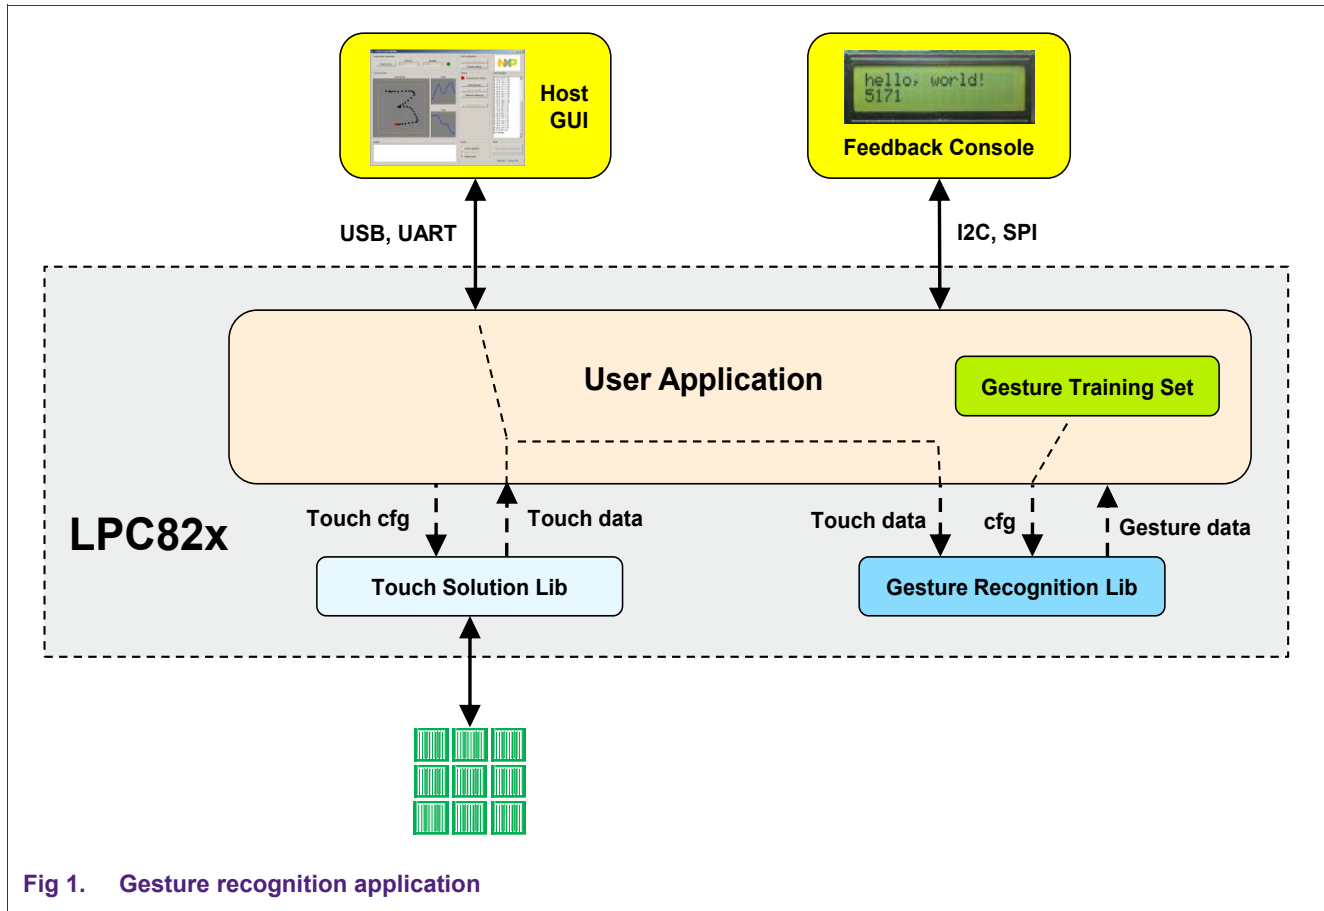 NXP
Host
GUI
hello, world!
5171
Feedback Console
USB, UART
I2C, SPI
User Application
Gesture Training Set
LPC82x
Touch cfg
Touch data
Touch data
cfg
Gesture data
Touch Solution Lib
Gesture Recognition Lib
Fig 1. Gesture recognition application